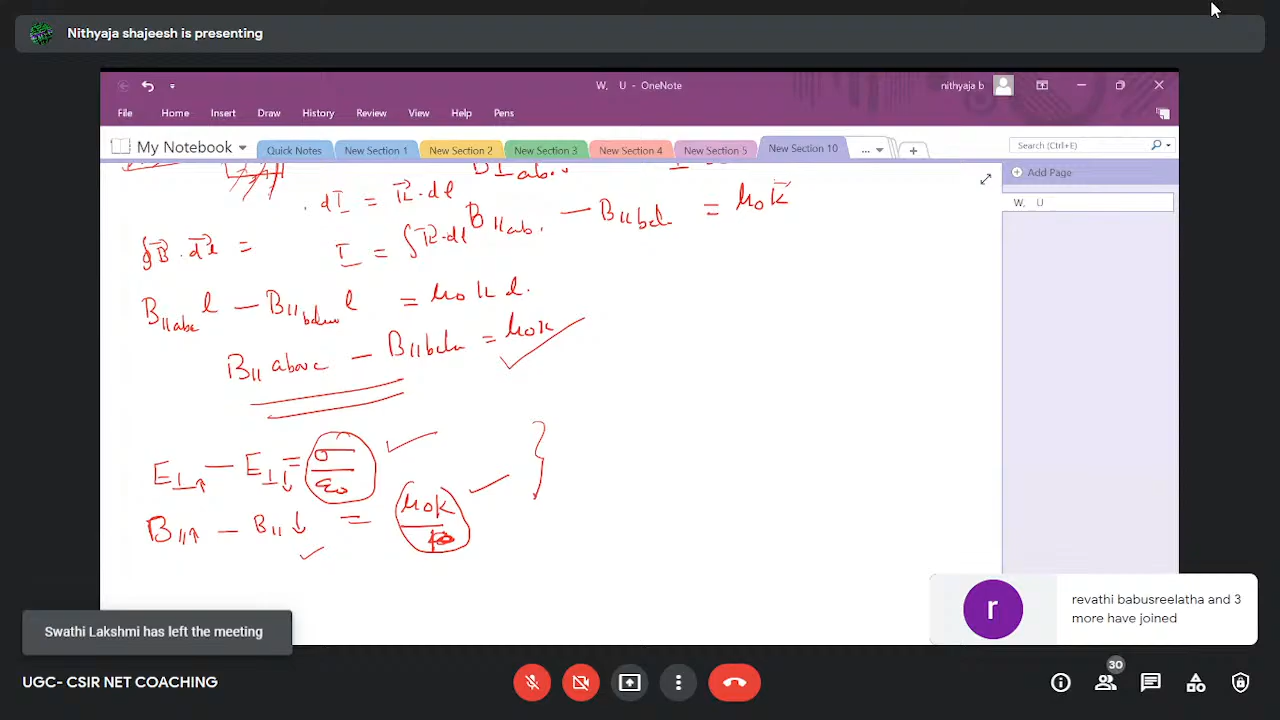 Nithyaja shajeesh is presenting
W, U - OneNote
nithyaja b
File Home Insert Draw History Review View Help Pens
My Notebook
Quick Notes New Section 1 New Section 2 New Section 3 New Section 4 New Section 5 New Section 10 ...
Search (Ctrl+E)
Add Page
W, U
dI = K⃗·dl
B||ab. — B||bel = μ0K⃗
∮B⃗·dl⃗ =
I = ∫K⃗·dl
B||abc l — B||below l = μ0 K l.
B|| above — B||below = μ0K
E⊥↑ — E⊥↓ = σ/ε0
B||↑ — B||↓ = μ0K
revathi babusreelatha and 3
more have joined
Swathi Lakshmi has left the meeting
UGC- CSIR NET COACHING
30
r